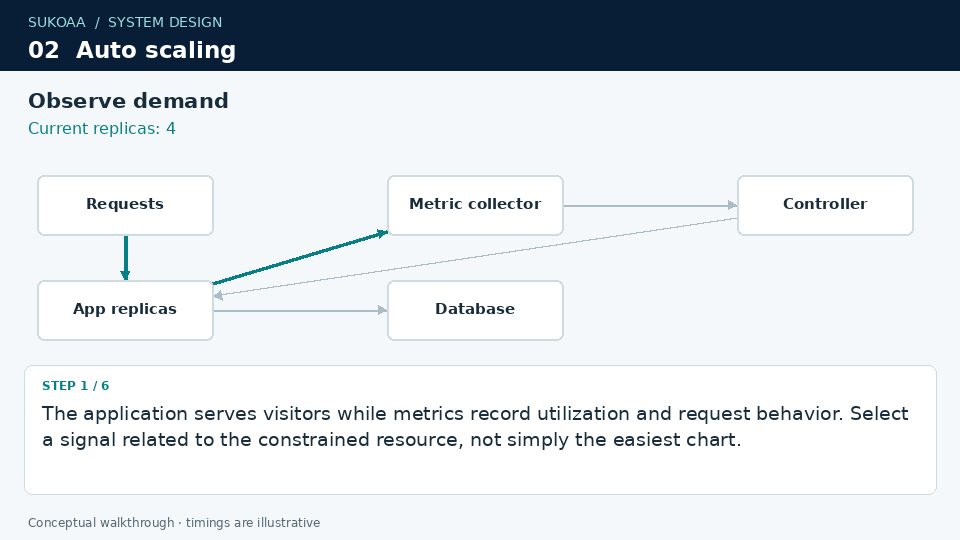 SUKOAA / SYSTEM DESIGN
02 Auto scaling
Observe demand
Current replicas: 4
Requests
Metric collector
Controller
App replicas
Database
STEP 1 / 6
The application serves visitors while metrics record utilization and request behavior. Select
a signal related to the constrained resource, not simply the easiest chart.
Conceptual walkthrough · timings are illustrative